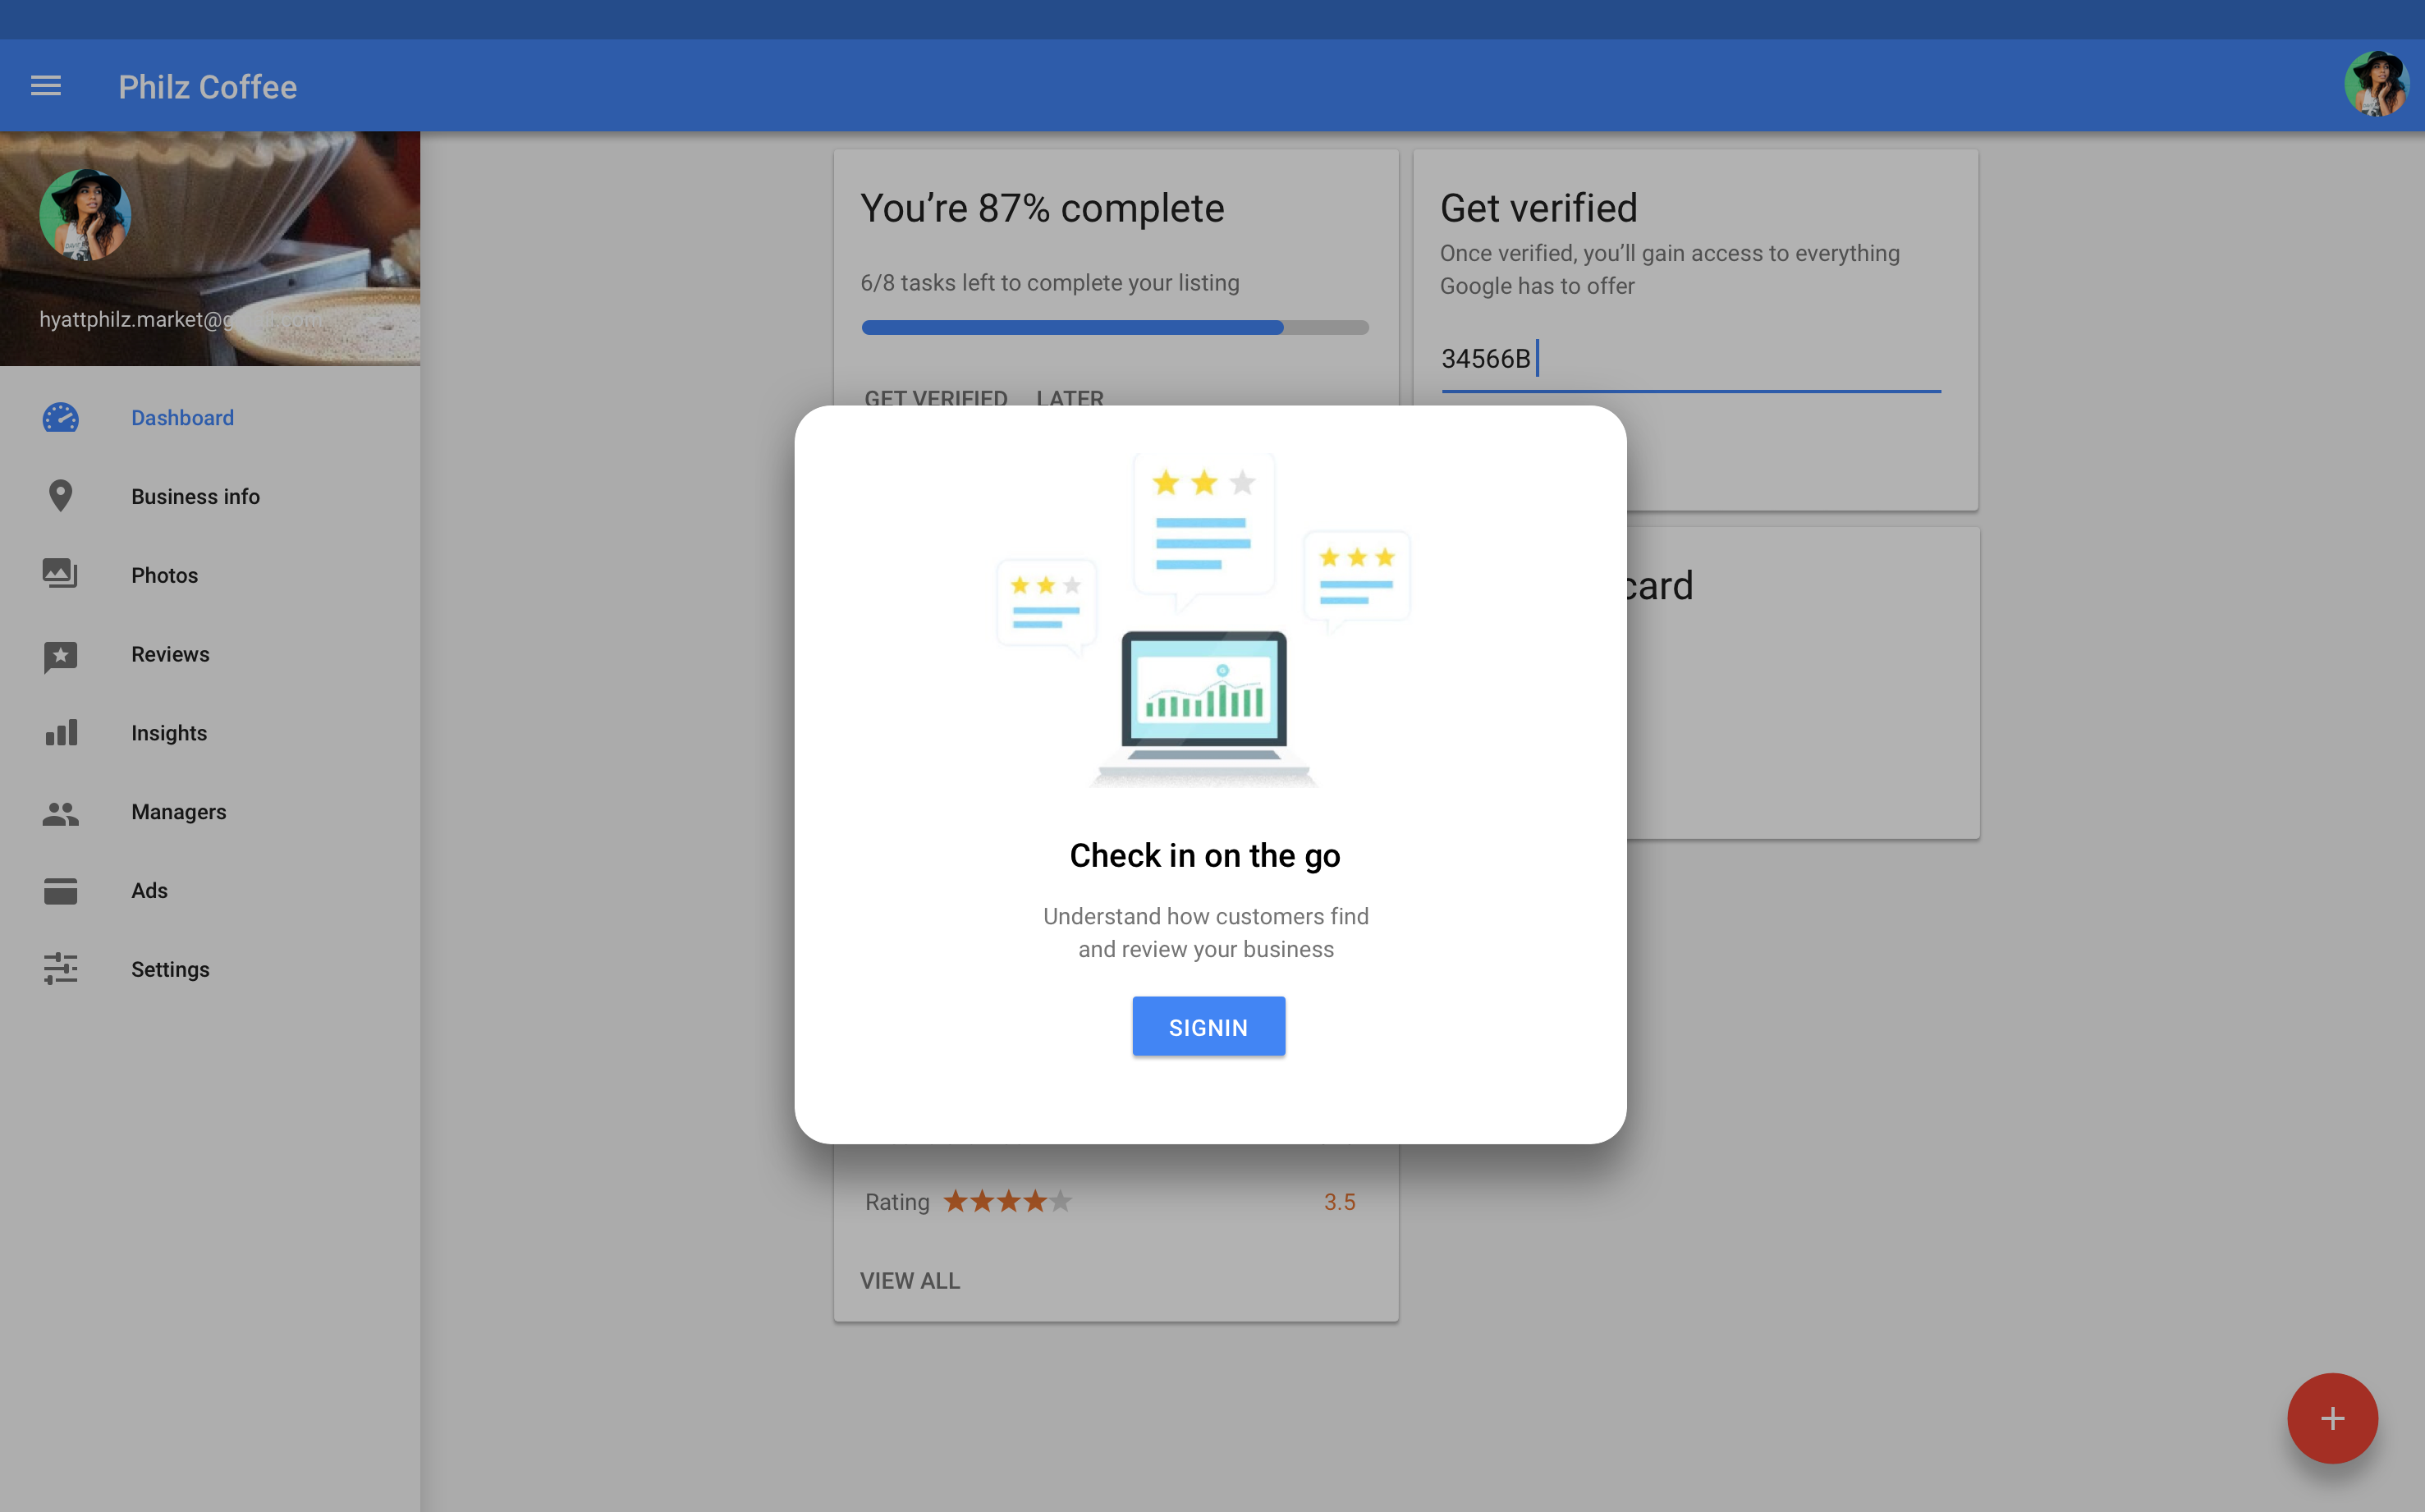 Philz Coffee
hyattphilz.market@g
Dashboard
Business info
Photos
Reviews
Insights
Managers
Ads
Settings
You’re 87% complete
6/8 tasks left to complete your listing
GET VERIFIED LATER
Get verified
Once verified, you’ll gain access to everything
Google has to offer
34566B
card
Check in on the go
Understand how customers find
and review your business
SIGNIN
Rating 3.5
VIEW ALL